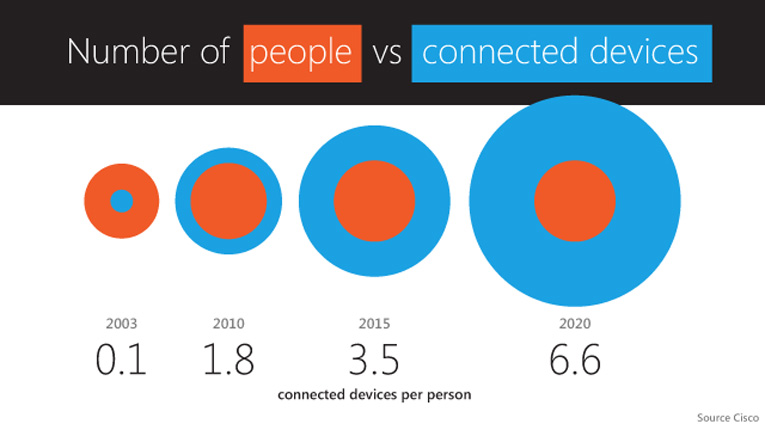 Number of people vs connected devices
2003 2010 2015 2020
0.1 1.8 3.5 6.6
connected devices per person
Source Cisco